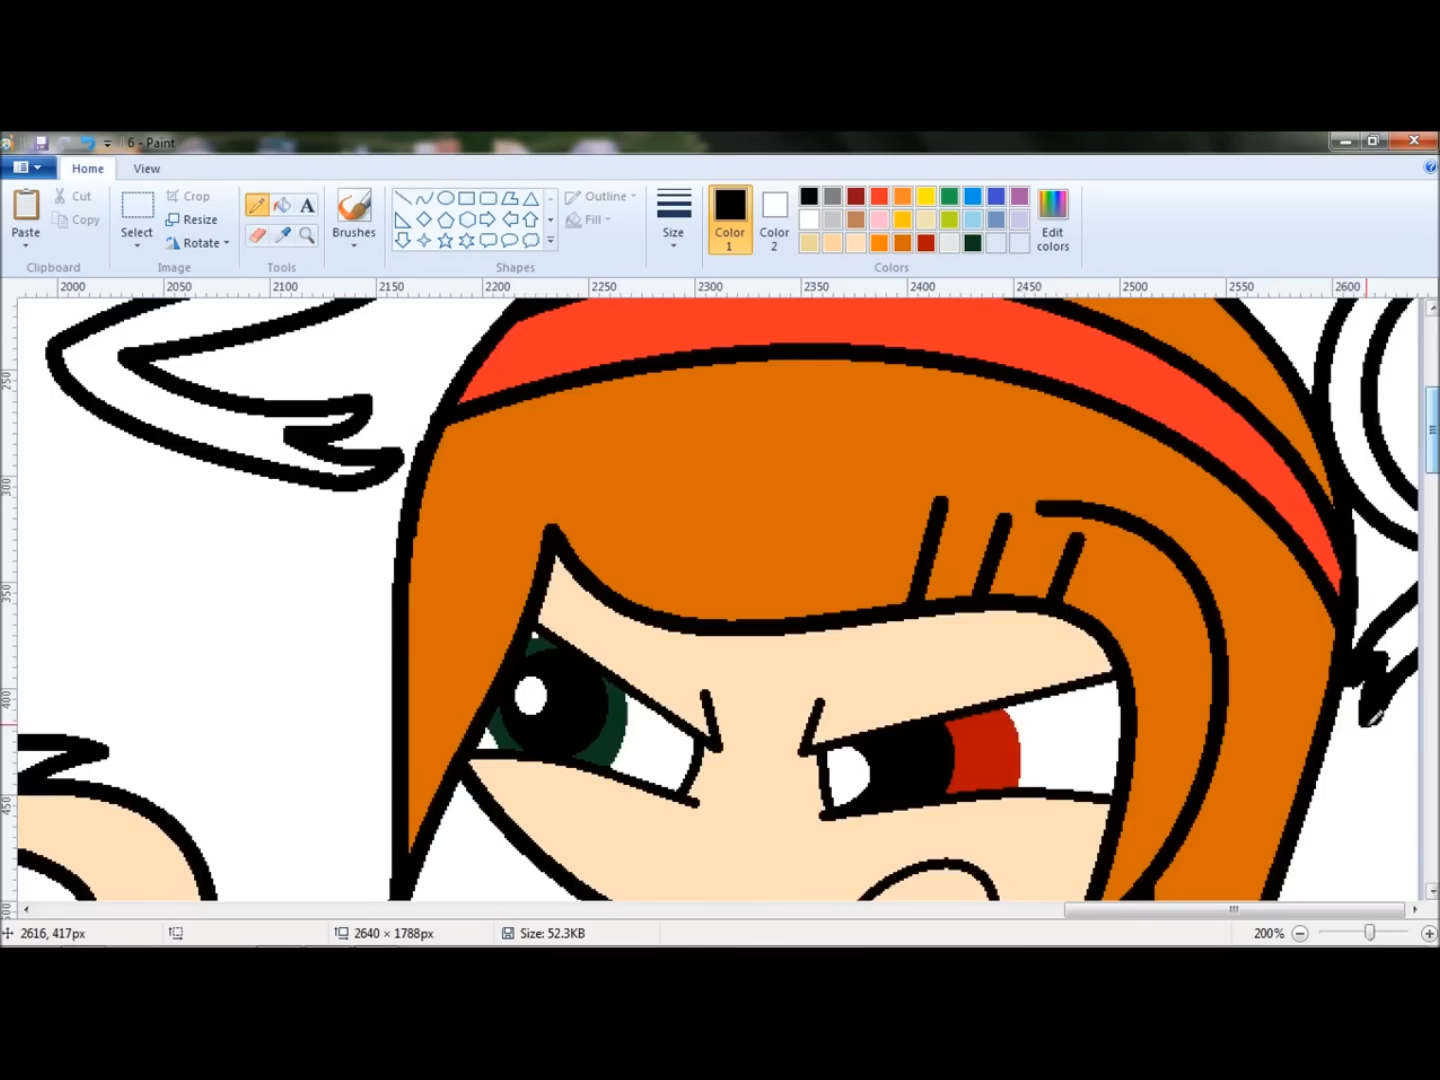 6 - Paint
Home View
Paste
Cut
Copy
Clipboard
Select
Crop
Resize
Rotate
Image
A
Tools
Brushes
Outline
Fill
Shapes
Size
Color 1
Color 2
Edit colors
Colors
2000 2050 2100 2150 2200 2250 2300 2350 2400 2450 2500 2550 2600
250
300
350
400
450
500
2616, 417px
2640 × 1788px
Size: 52.3KB
200%